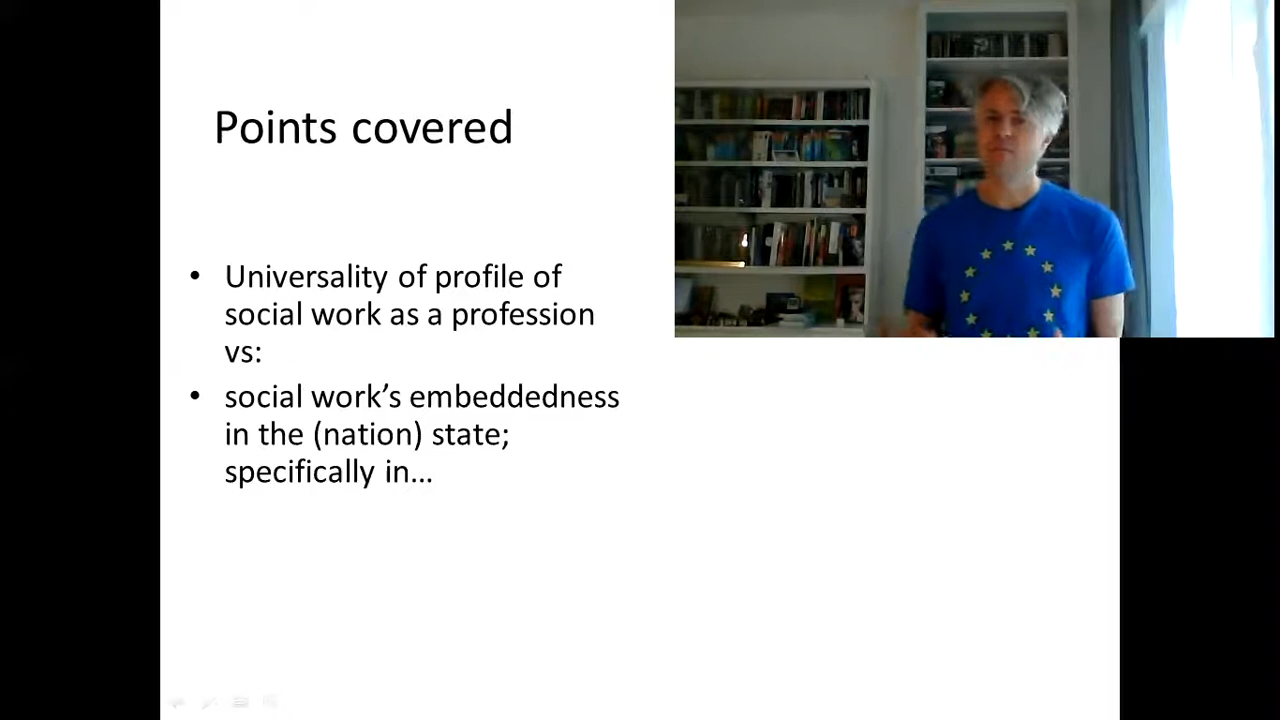 Points covered
• Universality of profile of
social work as a profession
vs:
• social work’s embeddedness
in the (nation) state;
specifically in…